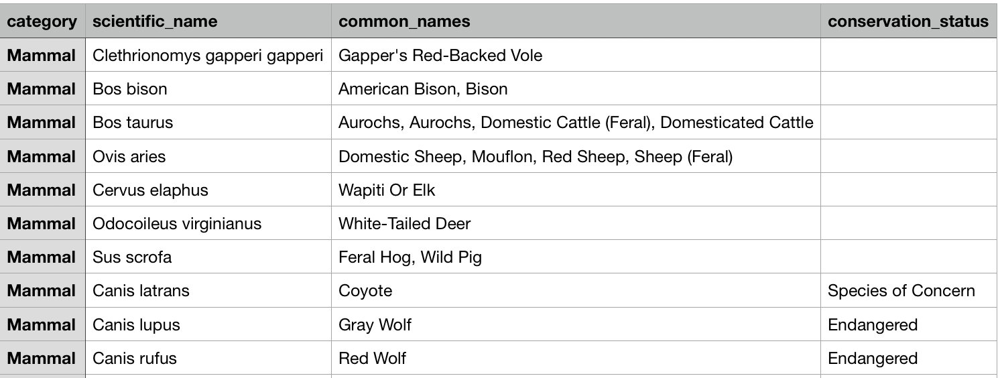 category scientific_name common_names conservation_status
Mammal Clethrionomys gapperi gapperi Gapper's Red-Backed Vole
Mammal Bos bison American Bison, Bison
Mammal Bos taurus Aurochs, Aurochs, Domestic Cattle (Feral), Domesticated Cattle
Mammal Ovis aries Domestic Sheep, Mouflon, Red Sheep, Sheep (Feral)
Mammal Cervus elaphus Wapiti Or Elk
Mammal Odocoileus virginianus White-Tailed Deer
Mammal Sus scrofa Feral Hog, Wild Pig
Mammal Canis latrans Coyote Species of Concern
Mammal Canis lupus Gray Wolf Endangered
Mammal Canis rufus Red Wolf Endangered